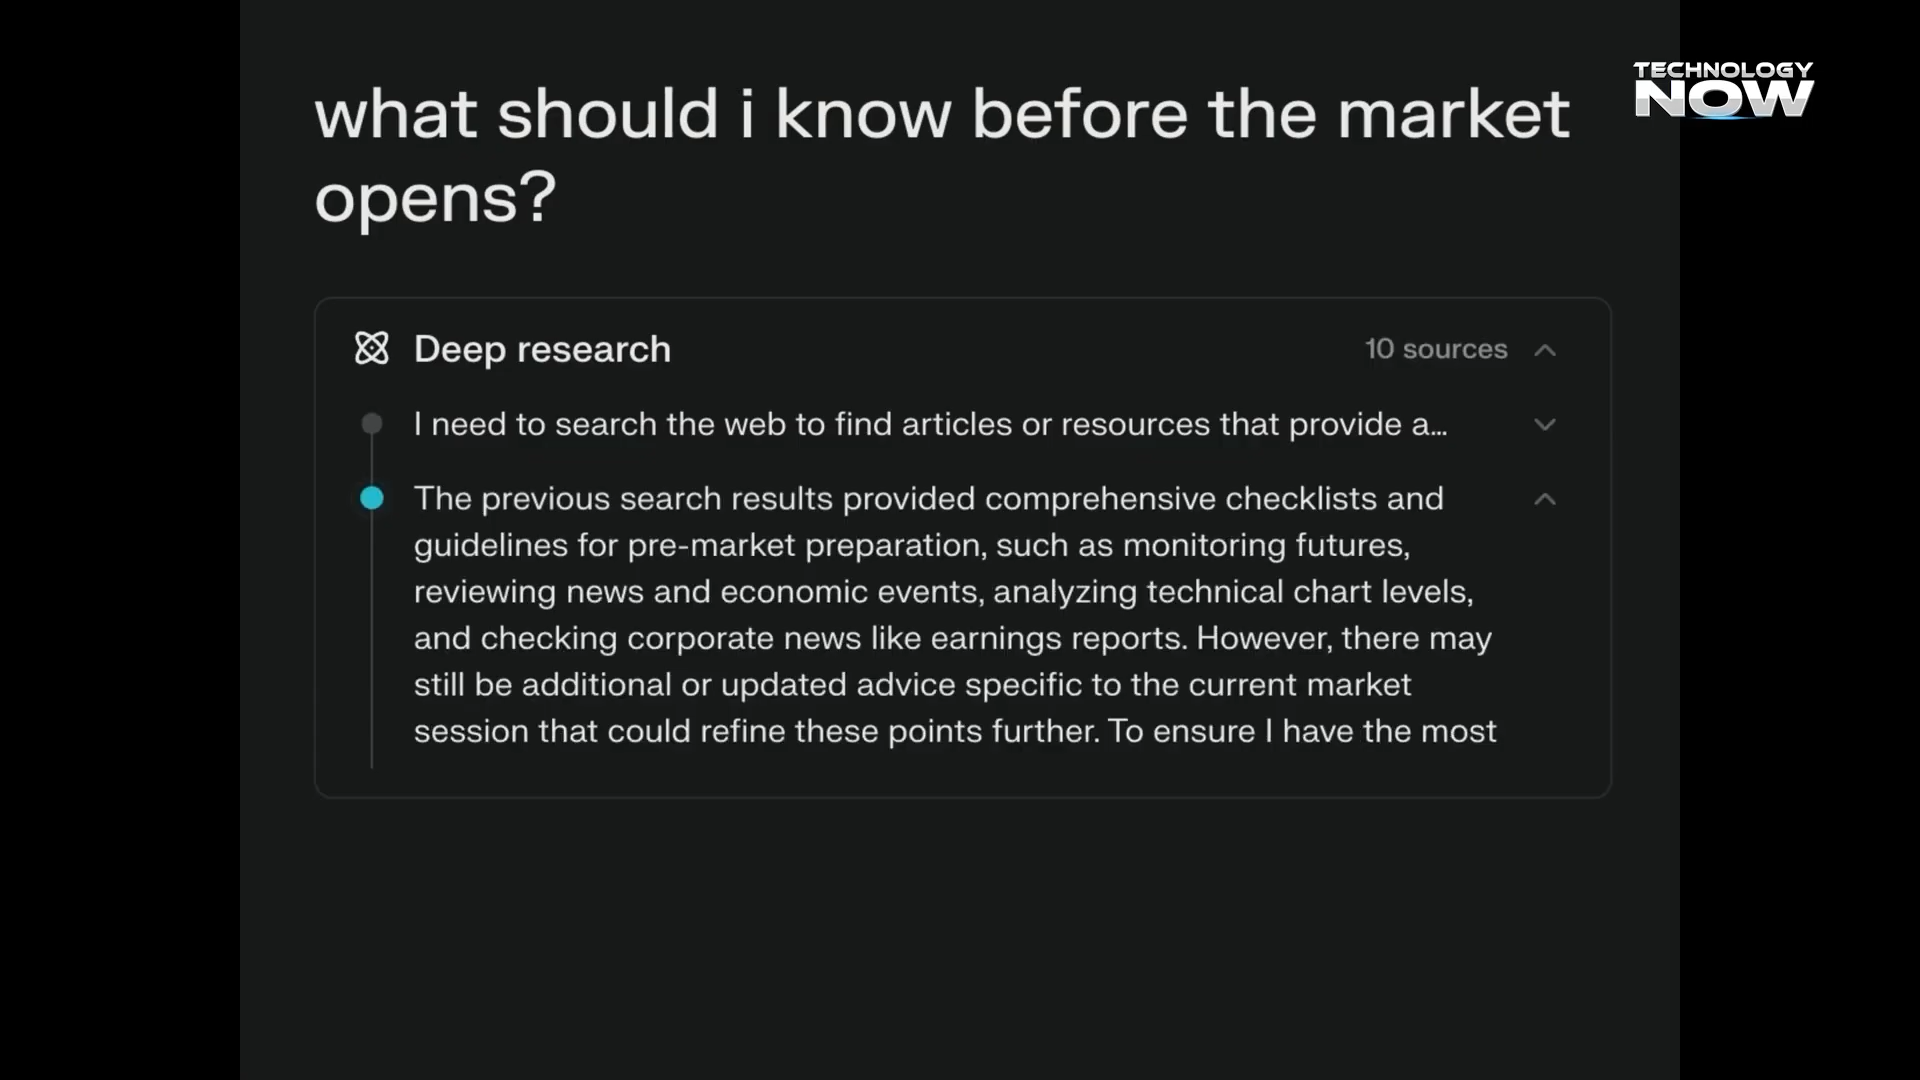 TECHNOLOGY
NOW
what should i know before the market
opens?
Deep research
10 sources
I need to search the web to find articles or resources that provide a...
The previous search results provided comprehensive checklists and
guidelines for pre-market preparation, such as monitoring futures,
reviewing news and economic events, analyzing technical chart levels,
and checking corporate news like earnings reports. However, there may
still be additional or updated advice specific to the current market
session that could refine these points further. To ensure I have the most